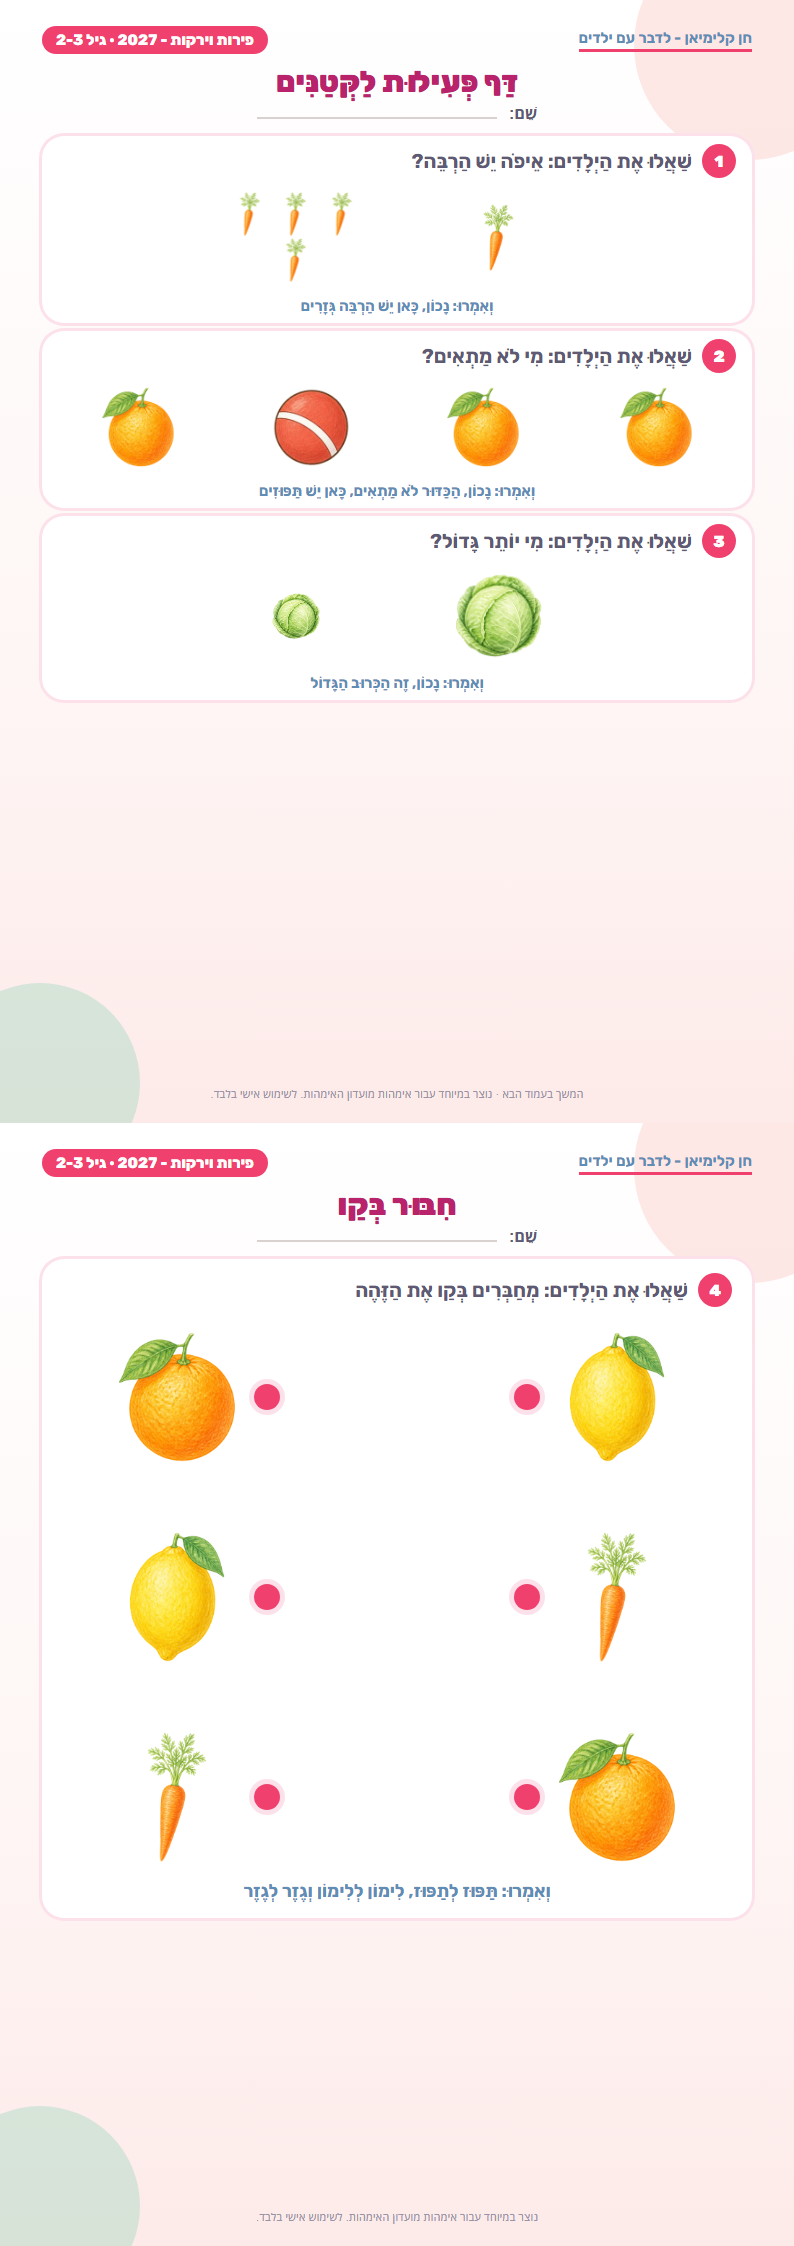 חן קלימיאן - לדבר עם ילדים
פירות וירקות - 2027 • גיל 2-3
דַּף פְּעִילוּת לַקְּטַנִּים
שֵׁם:
1 שַׁאֲלוּ אֶת הַיְלָדִים: אֵיפֹה יֵשׁ הַרְבֵּה?
וְאִמְרוּ: נָכוֹן, כָּאן יֵשׁ הַרְבֵּה גְּזָרִים
2 שַׁאֲלוּ אֶת הַיְלָדִים: מִי לֹא מַתְאִים?
וְאִמְרוּ: נָכוֹן, הַכַּדּוּר לֹא מַתְאִים, כָּאן יֵשׁ תַּפּוּזִים
3 שַׁאֲלוּ אֶת הַיְלָדִים: מִי יוֹתֵר גָּדוֹל?
וְאִמְרוּ: נָכוֹן, זֶה הַכְּרוּב הַגָּדוֹל
המשך בעמוד הבא · נוצר במיוחד עבור אימהות מועדון האימהות. לשימוש אישי בלבד.
חן קלימיאן - לדבר עם ילדים
פירות וירקות - 2027 • גיל 2-3
חִבּוּר בְּקַו
שֵׁם:
4 שַׁאֲלוּ אֶת הַיְלָדִים: מְחַבְּרִים בְּקַו אֶת הַזֶּהֶה
וְאִמְרוּ: תַּפּוּז לְתַפּוּז, לִימוֹן לְלִימוֹן וְגֶזֶר לְגֶזֶר
נוצר במיוחד עבור אימהות מועדון האימהות. לשימוש אישי בלבד.